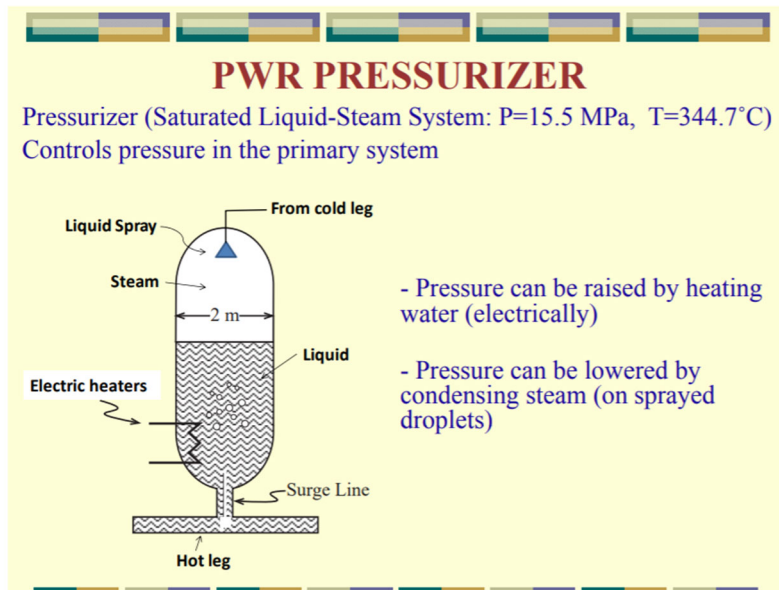 PWR PRESSURIZER
Pressurizer (Saturated Liquid-Steam System: P=15.5 MPa, T=344.7˚C)
Controls pressure in the primary system
From cold leg
Liquid Spray
Steam
2 m
Liquid
Electric heaters
Surge Line
Hot leg
- Pressure can be raised by heating
water (electrically)
- Pressure can be lowered by
condensing steam (on sprayed
droplets)